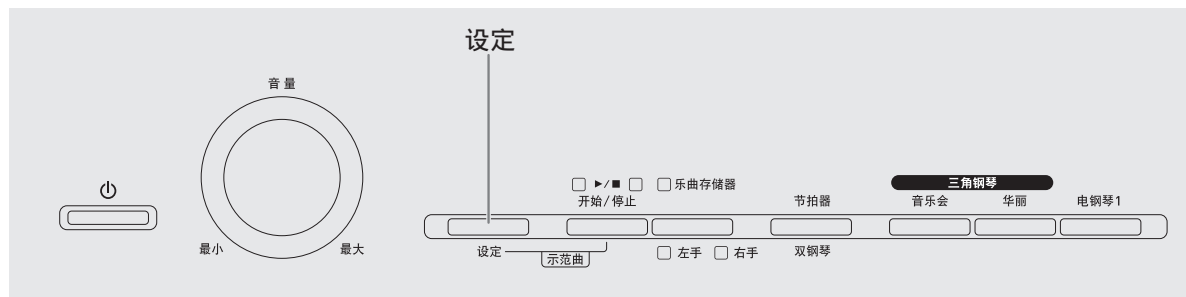 设定
音量
最小
最大
▶/■
乐曲存储器
开始/停止
节拍器
三角钢琴
音乐会
华丽
电钢琴1
设定
示范曲
左手
右手
双钢琴